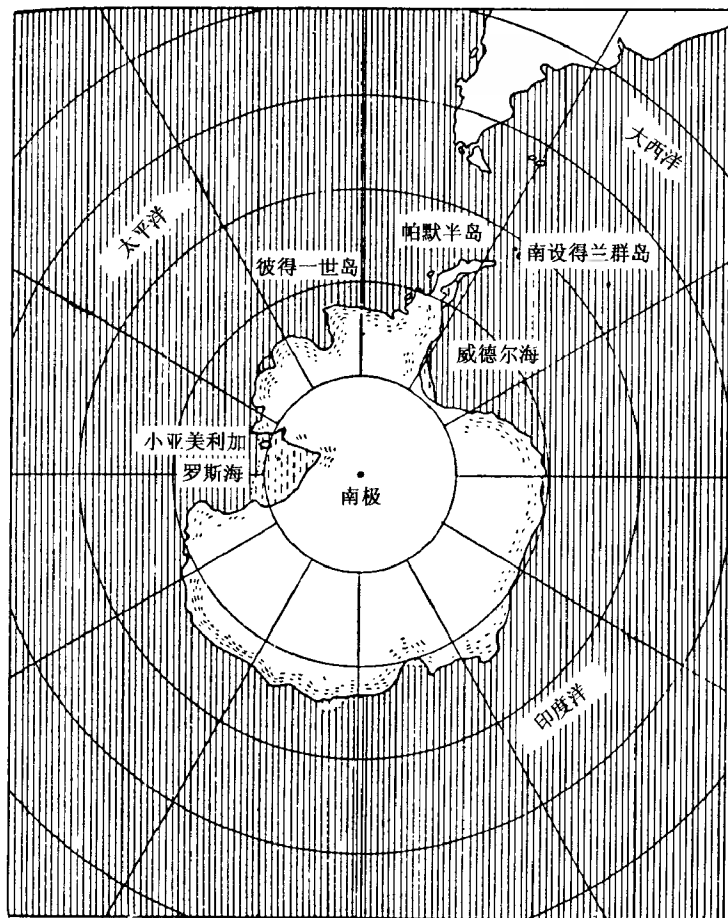 大西洋
太平洋
帕默半岛
南设得兰群岛
彼得一世岛
威德尔海
小亚美利加
罗斯海
南极
印度洋